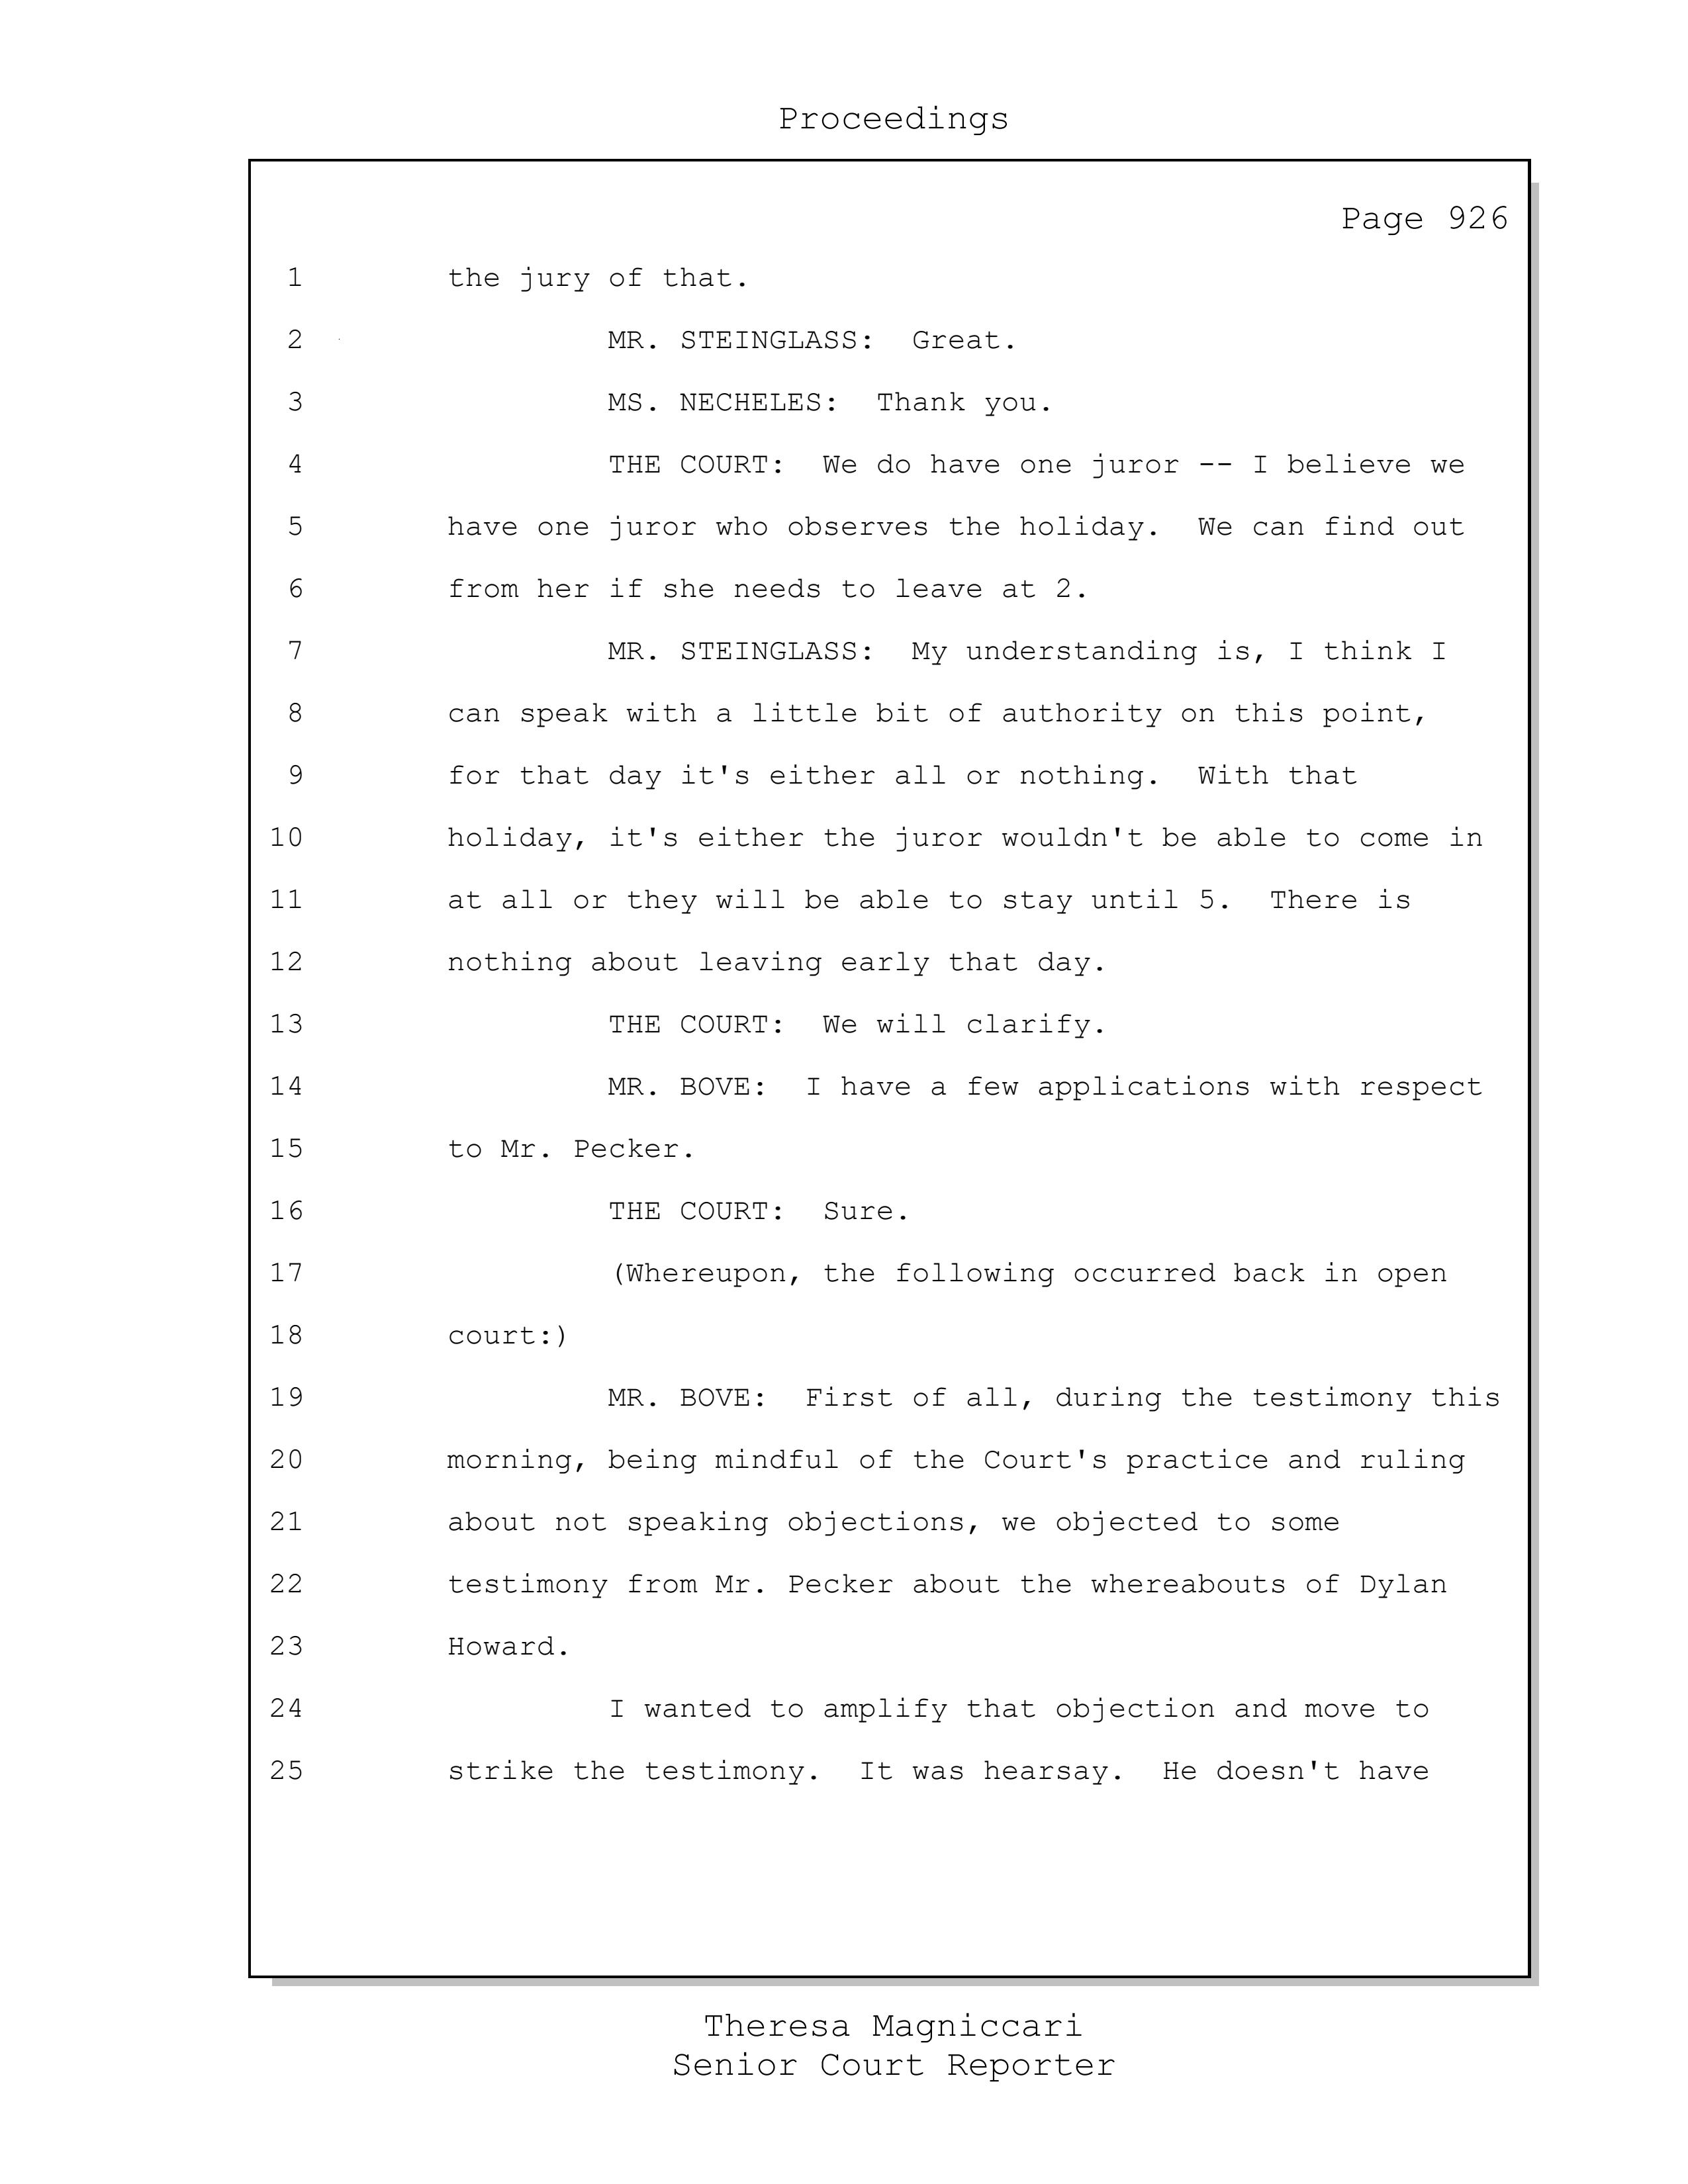 Proceedings
Page 926
1 the jury of that.
2 MR. STEINGLASS: Great.
3 MS. NECHELES: Thank you.
4 THE COURT: We do have one juror -- I believe we
5 have one juror who observes the holiday. We can find out
6 from her if she needs to leave at 2.
7 MR. STEINGLASS: My understanding is, I think I
8 can speak with a little bit of authority on this point,
9 for that day it's either all or nothing. With that
10 holiday, it's either the juror wouldn't be able to come in
11 at all or they will be able to stay until 5. There is
12 nothing about leaving early that day.
13 THE COURT: We will clarify.
14 MR. BOVE: I have a few applications with respect
15 to Mr. Pecker.
16 THE COURT: Sure.
17 (Whereupon, the following occurred back in open
18 court:)
19 MR. BOVE: First of all, during the testimony this
20 morning, being mindful of the Court's practice and ruling
21 about not speaking objections, we objected to some
22 testimony from Mr. Pecker about the whereabouts of Dylan
23 Howard.
24 I wanted to amplify that objection and move to
25 strike the testimony. It was hearsay. He doesn't have
Theresa Magniccari
Senior Court Reporter